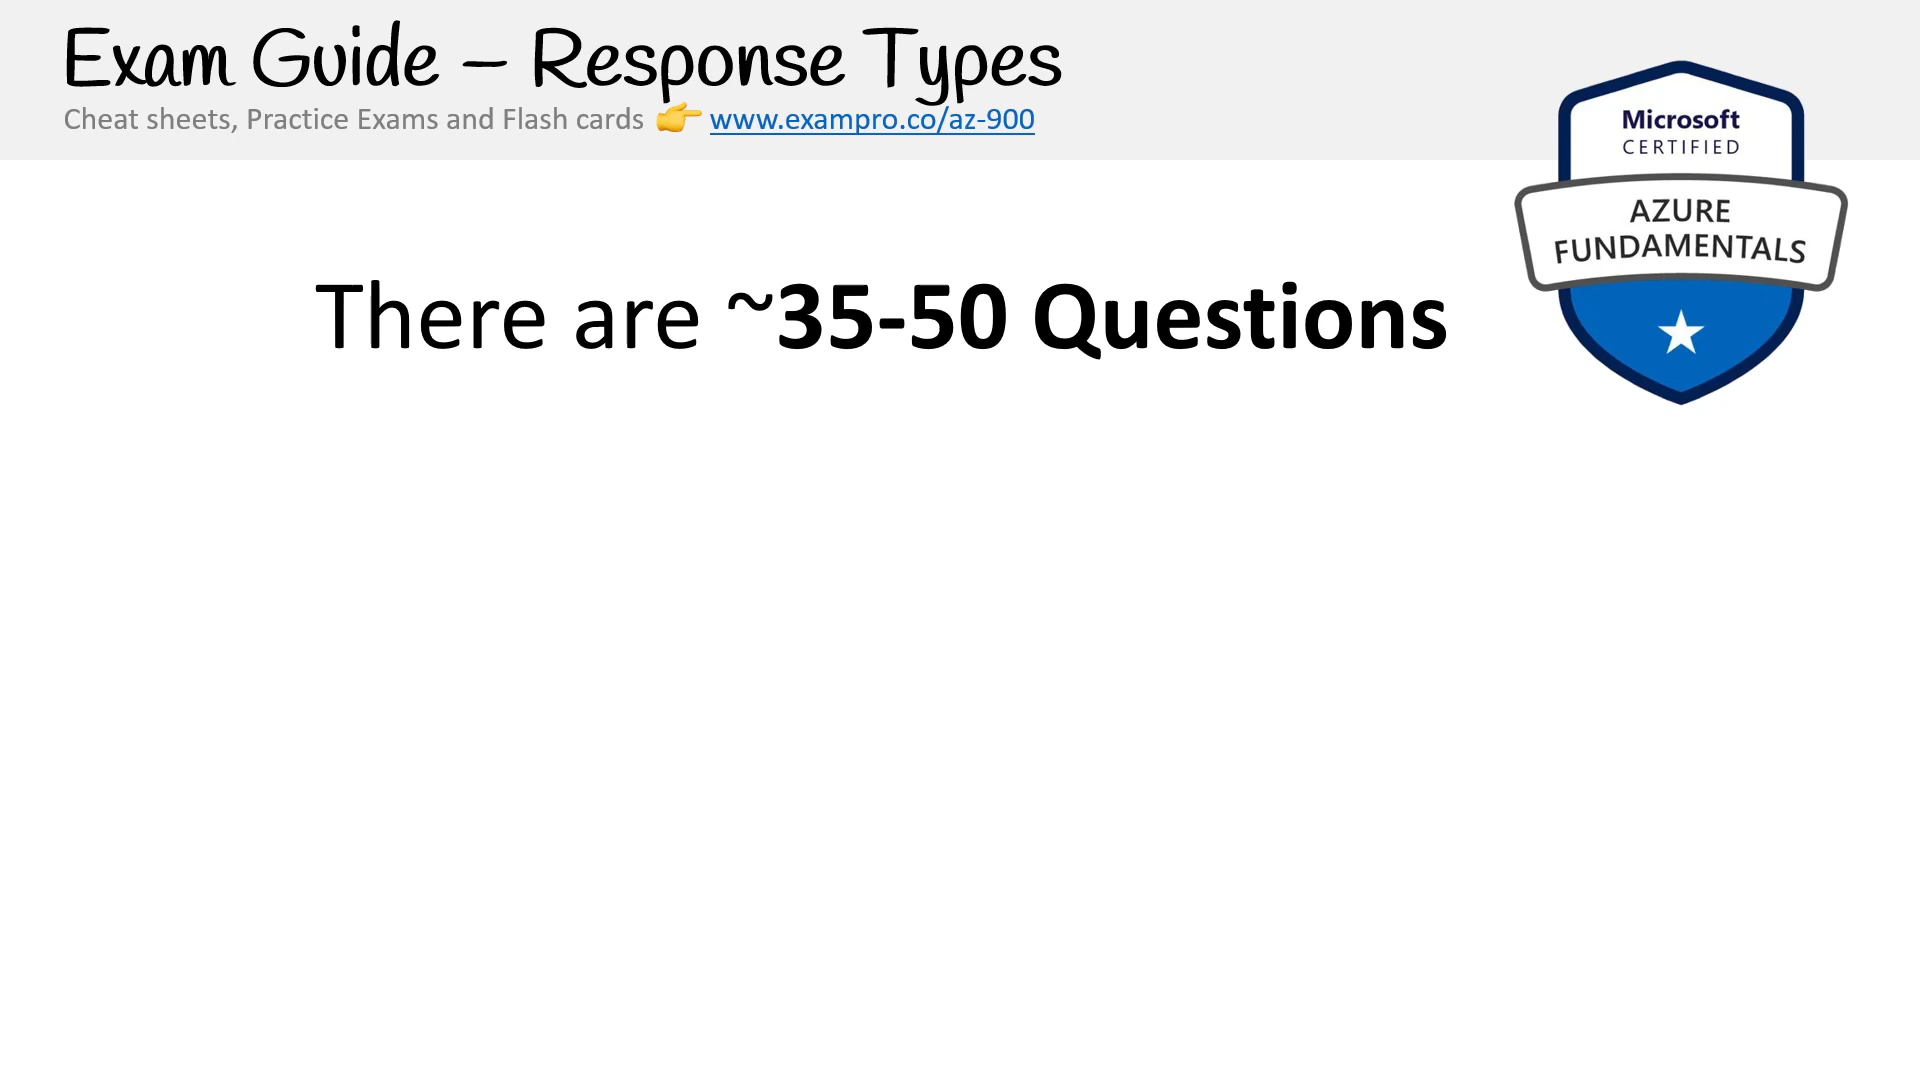 Exam Guide – Response Types
Cheat sheets, Practice Exams and Flash cards 👉 www.exampro.co/az-900
Microsoft
CERTIFIED
AZURE
FUNDAMENTALS
There are ~35-50 Questions